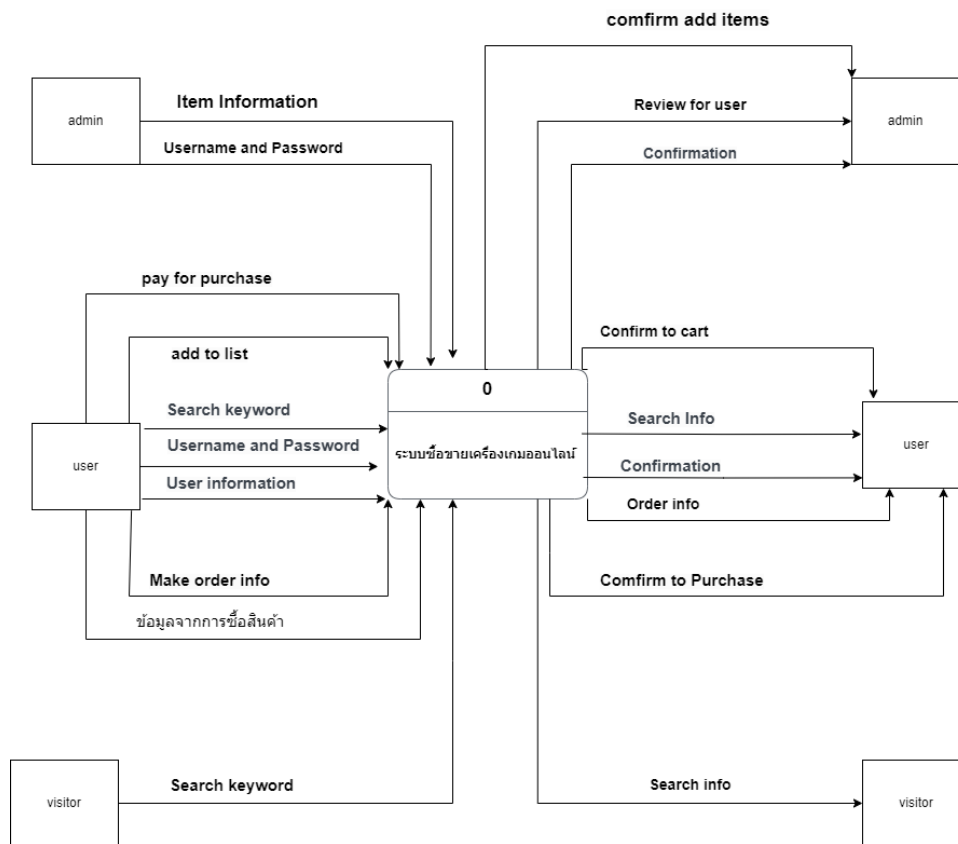 comfirm add items
admin
Item Information
Username and Password
Review for user
Confirmation
admin
pay for purchase
add to list
Search keyword
Username and Password
User information
user
Make order info
ข้อมูลจากการซื้อสินค้า
0
ระบบซื้อขายเครื่องเกมออนไลน์
Confirm to cart
Search Info
Confirmation
Order info
user
Comfirm to Purchase
visitor
Search keyword
Search info
visitor